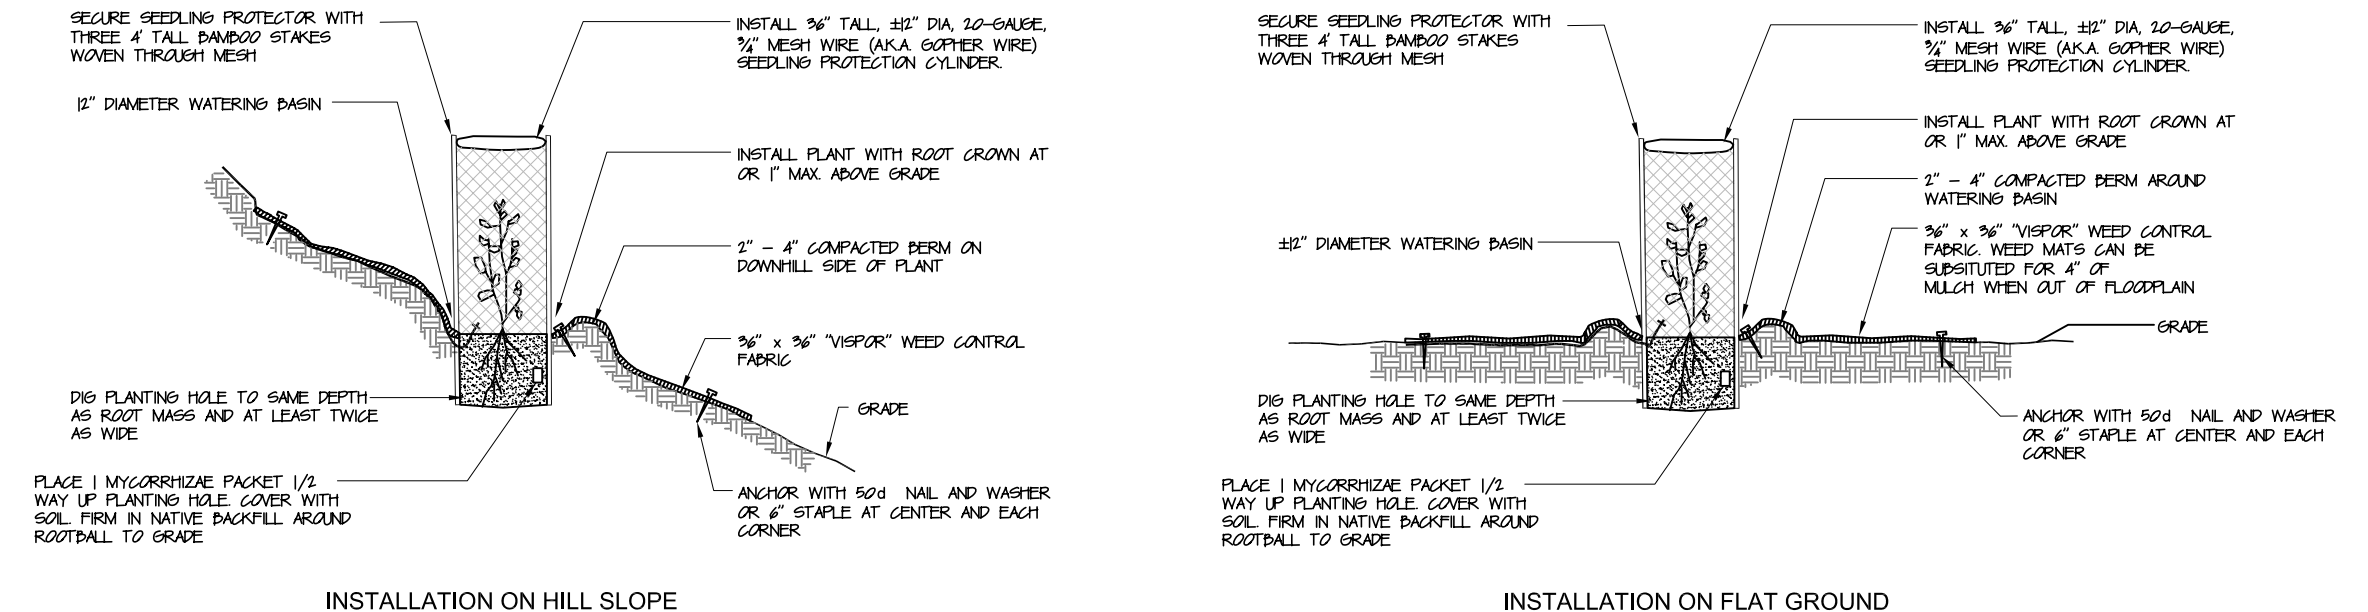 SECURE SEEDLING PROTECTOR WITH
THREE 4' TALL BAMBOO STAKES
WOVEN THROUGH MESH
12" DIAMETER WATERING BASIN
DIG PLANTING HOLE TO SAME DEPTH
AS ROOT MASS AND AT LEAST TWICE
AS WIDE
PLACE 1 MYCORRHIZAE PACKET 1/2
WAY UP PLANTING HOLE. COVER WITH
SOIL. FIRM IN NATIVE BACKFILL AROUND
ROOTBALL TO GRADE
INSTALL 36" TALL, ±12" DIA, 20-GAUGE,
3/4" MESH WIRE (A.K.A. GOPHER WIRE)
SEEDLING PROTECTION CYLINDER.
INSTALL PLANT WITH ROOT CROWN AT
OR 1" MAX. ABOVE GRADE
2" - 4" COMPACTED BERM ON
DOWNHILL SIDE OF PLANT
36" x 36" "VISPOR" WEED CONTROL
FABRIC
GRADE
ANCHOR WITH 50d NAIL AND WASHER
OR 6" STAPLE AT CENTER AND EACH
CORNER
INSTALLATION ON HILL SLOPE
SECURE SEEDLING PROTECTOR WITH
THREE 4' TALL BAMBOO STAKES
WOVEN THROUGH MESH
±12" DIAMETER WATERING BASIN
DIG PLANTING HOLE TO SAME DEPTH
AS ROOT MASS AND AT LEAST TWICE
AS WIDE
PLACE 1 MYCORRHIZAE PACKET 1/2
WAY UP PLANTING HOLE. COVER WITH
SOIL. FIRM IN NATIVE BACKFILL AROUND
ROOTBALL TO GRADE
INSTALL 36" TALL, ±12" DIA, 20-GAUGE,
3/4" MESH WIRE (A.K.A. GOPHER WIRE)
SEEDLING PROTECTION CYLINDER.
INSTALL PLANT WITH ROOT CROWN AT
OR 1" MAX. ABOVE GRADE
2" - 4" COMPACTED BERM AROUND
WATERING BASIN
36" x 36" "VISPOR" WEED CONTROL
FABRIC. WEED MATS CAN BE
SUBSITUTED FOR 4" OF
MULCH WHEN OUT OF FLOODPLAIN
GRADE
ANCHOR WITH 50d NAIL AND WASHER
OR 6" STAPLE AT CENTER AND EACH
CORNER
INSTALLATION ON FLAT GROUND